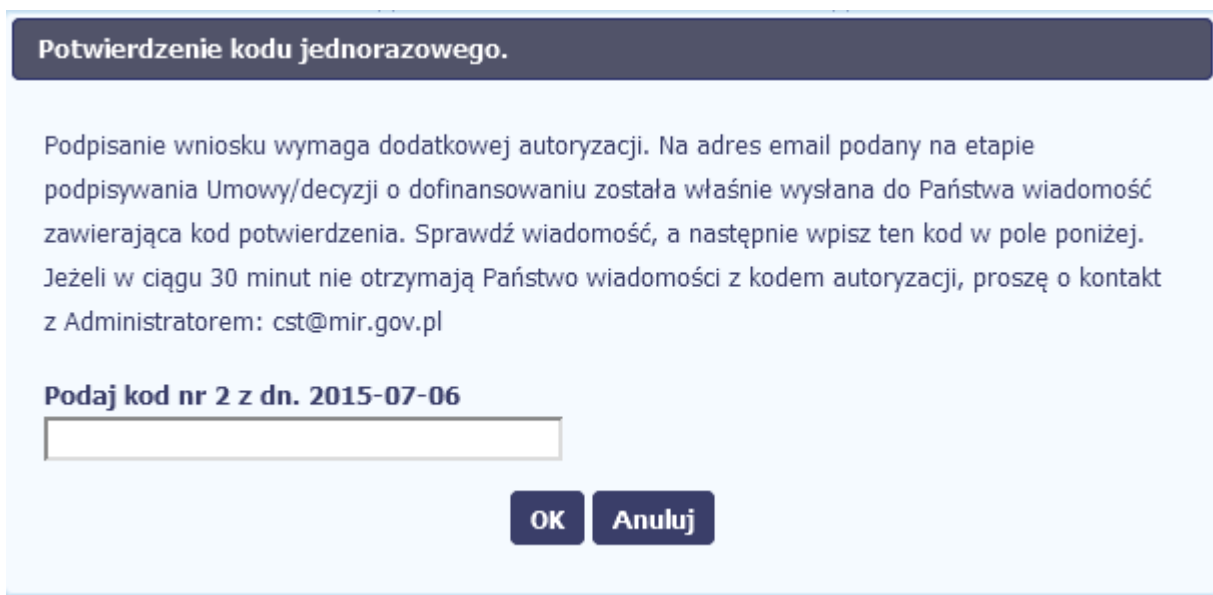 Potwierdzenie kodu jednorazowego.
Podpisanie wniosku wymaga dodatkowej autoryzacji. Na adres email podany na etapie
podpisywania Umowy/decyzji o dofinansowaniu została właśnie wysłana do Państwa wiadomość
zawierająca kod potwierdzenia. Sprawdź wiadomość, a następnie wpisz ten kod w pole poniżej.
Jeżeli w ciągu 30 minut nie otrzymają Państwo wiadomości z kodem autoryzacji, proszę o kontakt
z Administratorem: cst@mir.gov.pl
Podaj kod nr 2 z dn. 2015-07-06
OK Anuluj